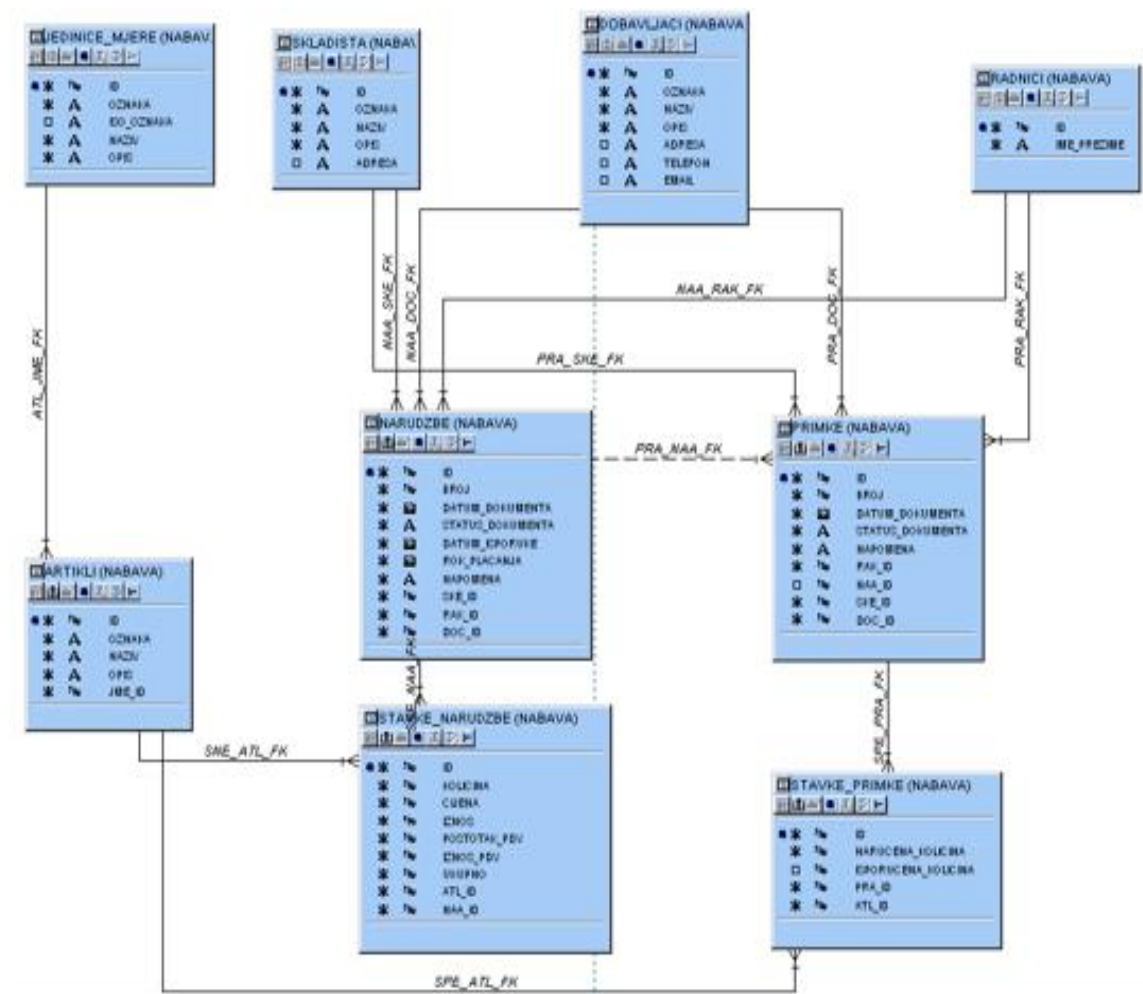 JEDINICE_MJERE (NABAV.
ID
OZNAKA
ISO_OZNAKA
NAZIV
OPIS
SKLADISTA (NABA\
ID
OZNAKA
NAZIV
OPIS
ADRESA
DOBAVLJACI (NABAVA
ID
OZNAKA
NAZIV
OPIS
ADRESA
TELEFON
EMAIL
RADNICI (NABAVA)
ID
IME_PREZIME
ATL_JME_FK
NAA_SKE_FK
NAA_DOC_FK
NAA_RAK_FK
PRA_DOC_FK
PRA_RAK_FK
PRA_SKE_FK
NARUDZBE (NABAVA)
ID
BROJ
DATUM_DOKUMENTA
STATUS_DOKUMENTA
DATUM_ISPORUKE
ROK_PLACANJA
NAPOMENA
SKE_ID
RAK_ID
DOC_ID
PRA_NAA_FK
PRIMKE (NABAVA)
ID
BROJ
DATUM_DOKUMENTA
STATUS_DOKUMENTA
NAPOMENA
RAK_ID
NAA_ID
SKE_ID
DOC_ID
ARTIKLI (NABAVA)
ID
OZNAKA
NAZIV
OPIS
JME_ID
SNE_NAA_FK
SNE_ATL_FK
STAVKE_NARUDZBE (NABAVA)
ID
KOLICINA
CIJENA
IZNOS
POSTOTAK_PDV
IZNOS_PDV
UKUPNO
ATL_ID
NAA_ID
SPE_PRA_FK
STAVKE_PRIMKE (NABAVA)
ID
NARUCENA_KOLICINA
ISPORUCENA_KOLICINA
PRA_ID
ATL_ID
SPE_ATL_FK